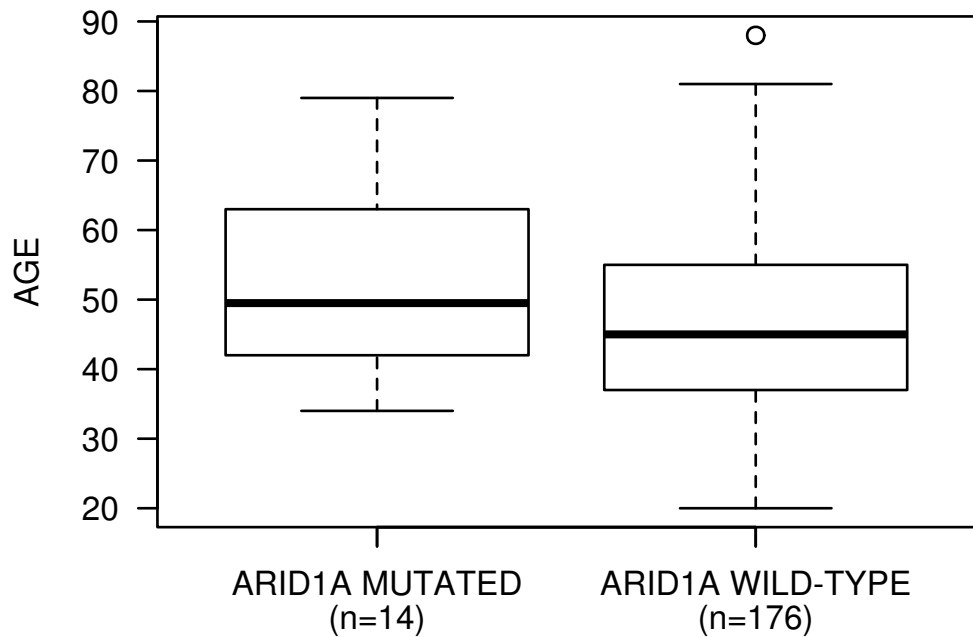 90
80
70
60
50
40
30
20
AGE
ARID1A MUTATED
(n=14)
ARID1A WILD-TYPE
(n=176)